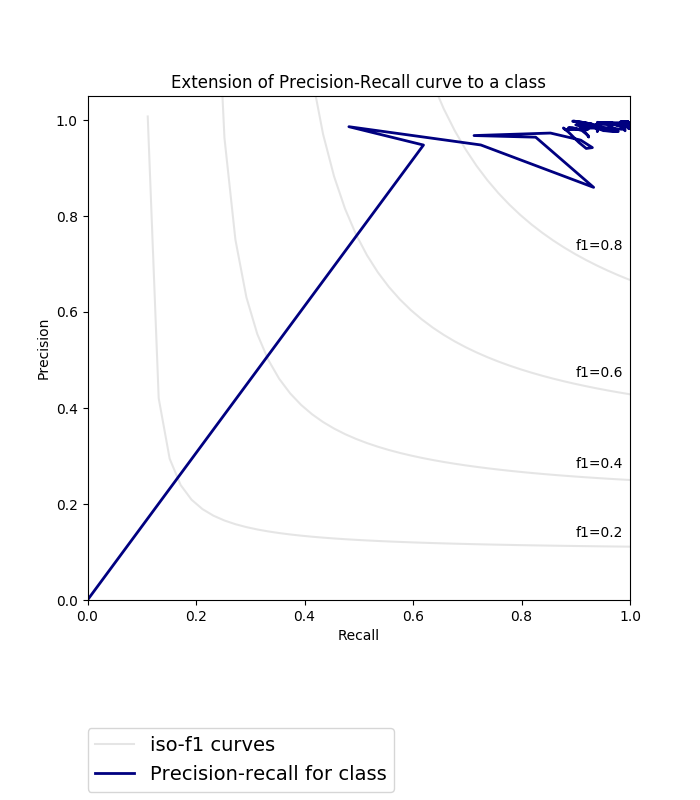 Extension of Precision-Recall curve to a class
1.0
0.8
0.6
0.4
0.2
0.0
Precision
f1=0.8
f1=0.6
f1=0.4
f1=0.2
0.0 0.2 0.4 0.6 0.8 1.0
Recall
iso-f1 curves
Precision-recall for class